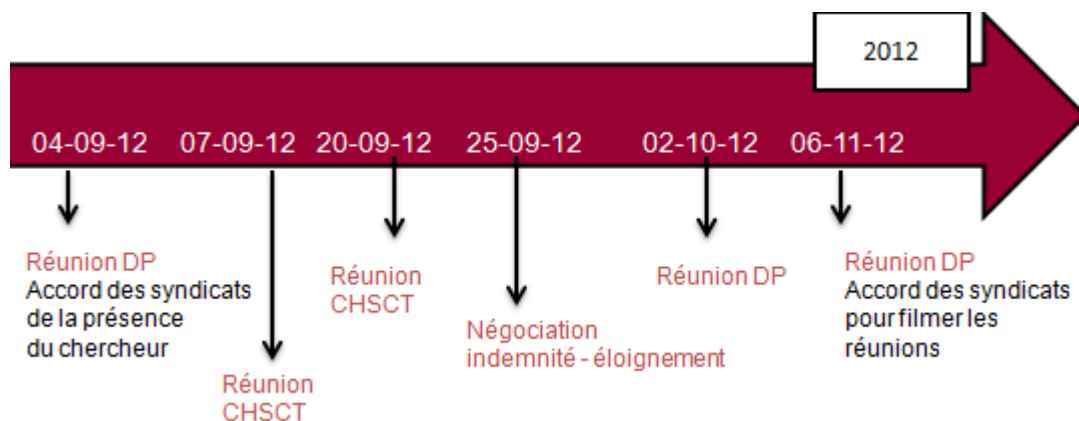 2012
04-09-12 07-09-12 20-09-12 25-09-12 02-10-12 06-11-12
Réunion DP
Accord des syndicats
de la présence
du chercheur
Réunion
CHSCT
Réunion
CHSCT
Négociation
indemnité - éloignement
Réunion DP
Réunion DP
Accord des syndicats
pour filmer les
réunions